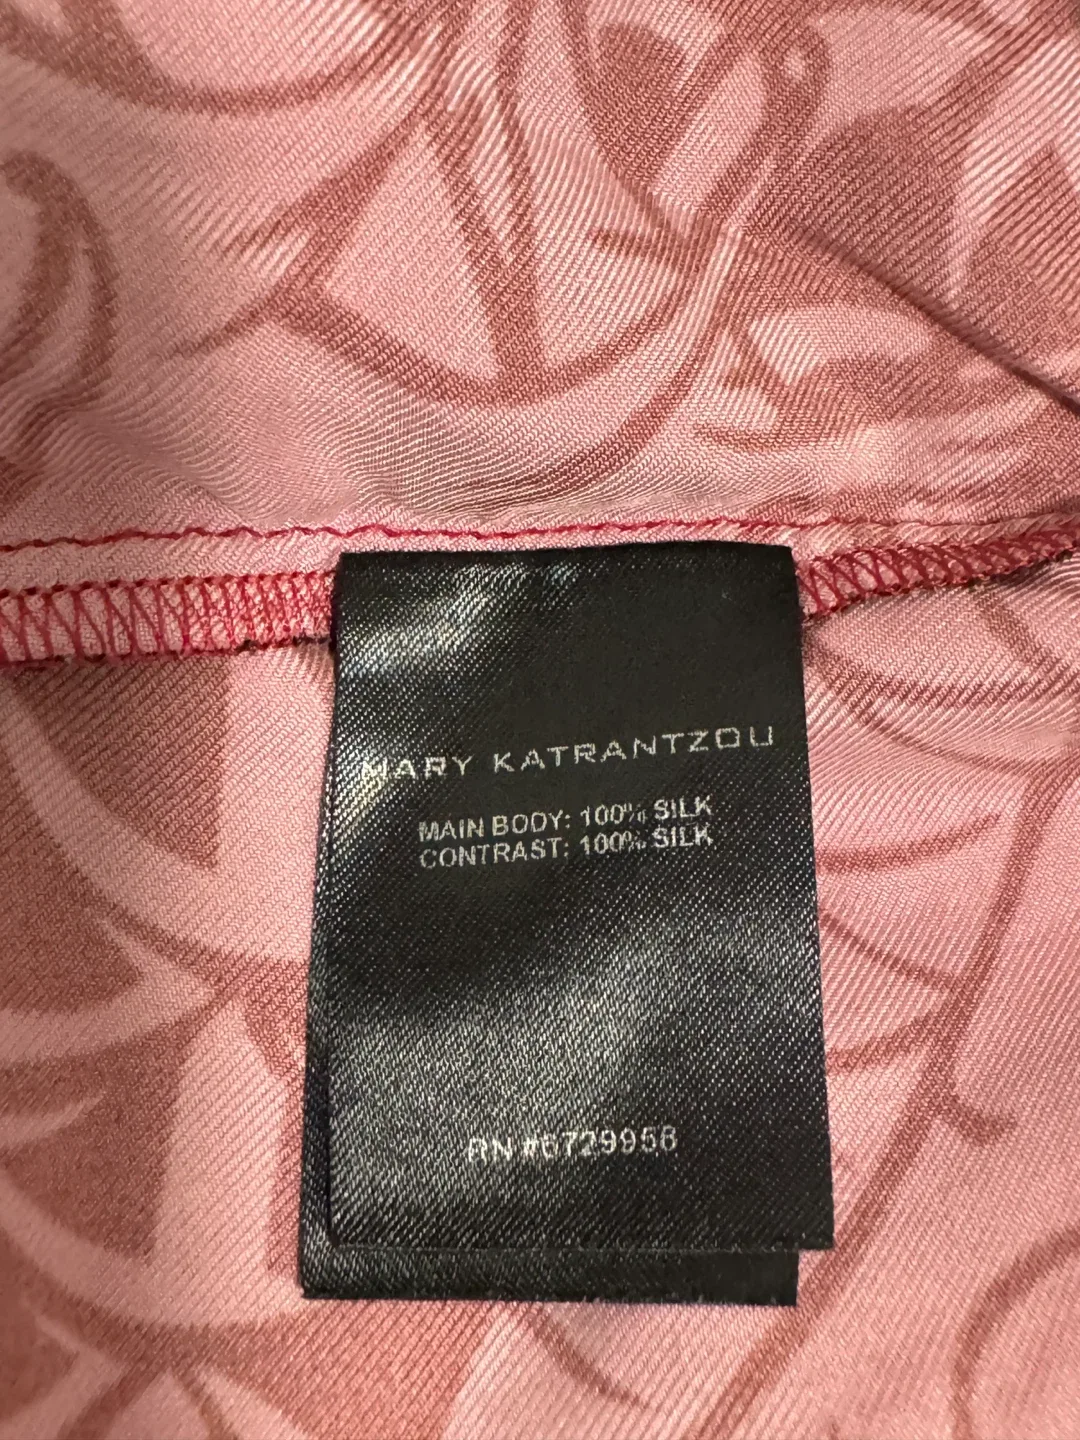 MARY KATRANTZOU
MAIN BODY: 100% SILK
CONTRAST: 100% SILK
RN #6729958